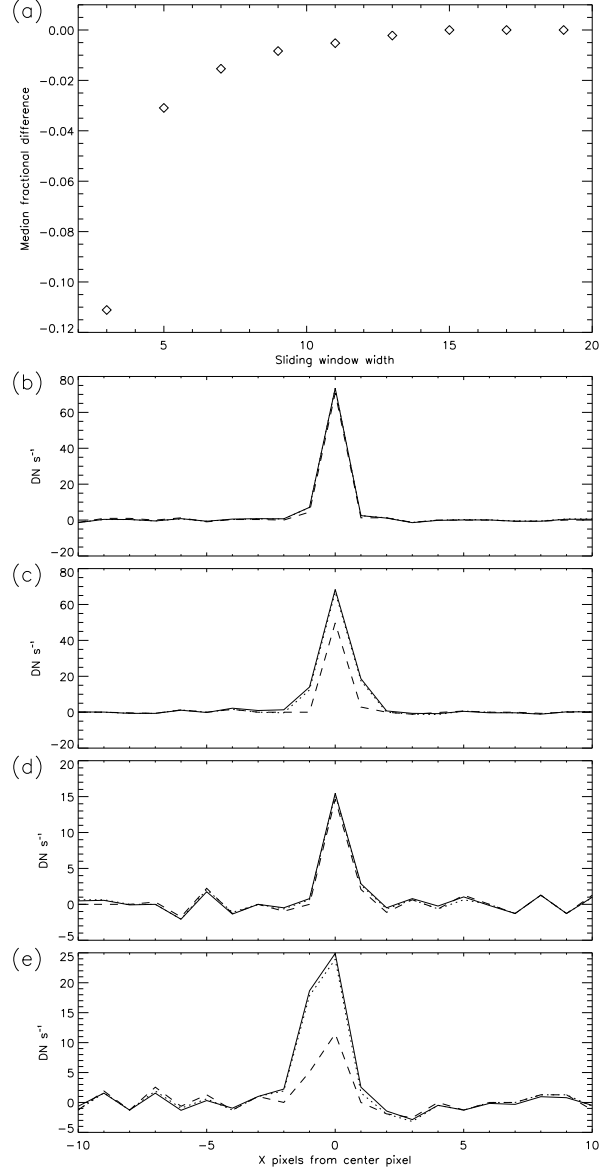 (a)
0.00
-0.02
-0.04
-0.06
-0.08
-0.10
-0.12
Median fractional difference
5 10 15 20
Sliding window width
(b)
80
60
40
20
0
-20
DN s⁻¹
(c)
80
60
40
20
0
-20
DN s⁻¹
(d)
20
15
10
5
0
-5
DN s⁻¹
(e)
25
20
15
10
5
0
-5
DN s⁻¹
-10 -5 0 5 10
X pixels from center pixel